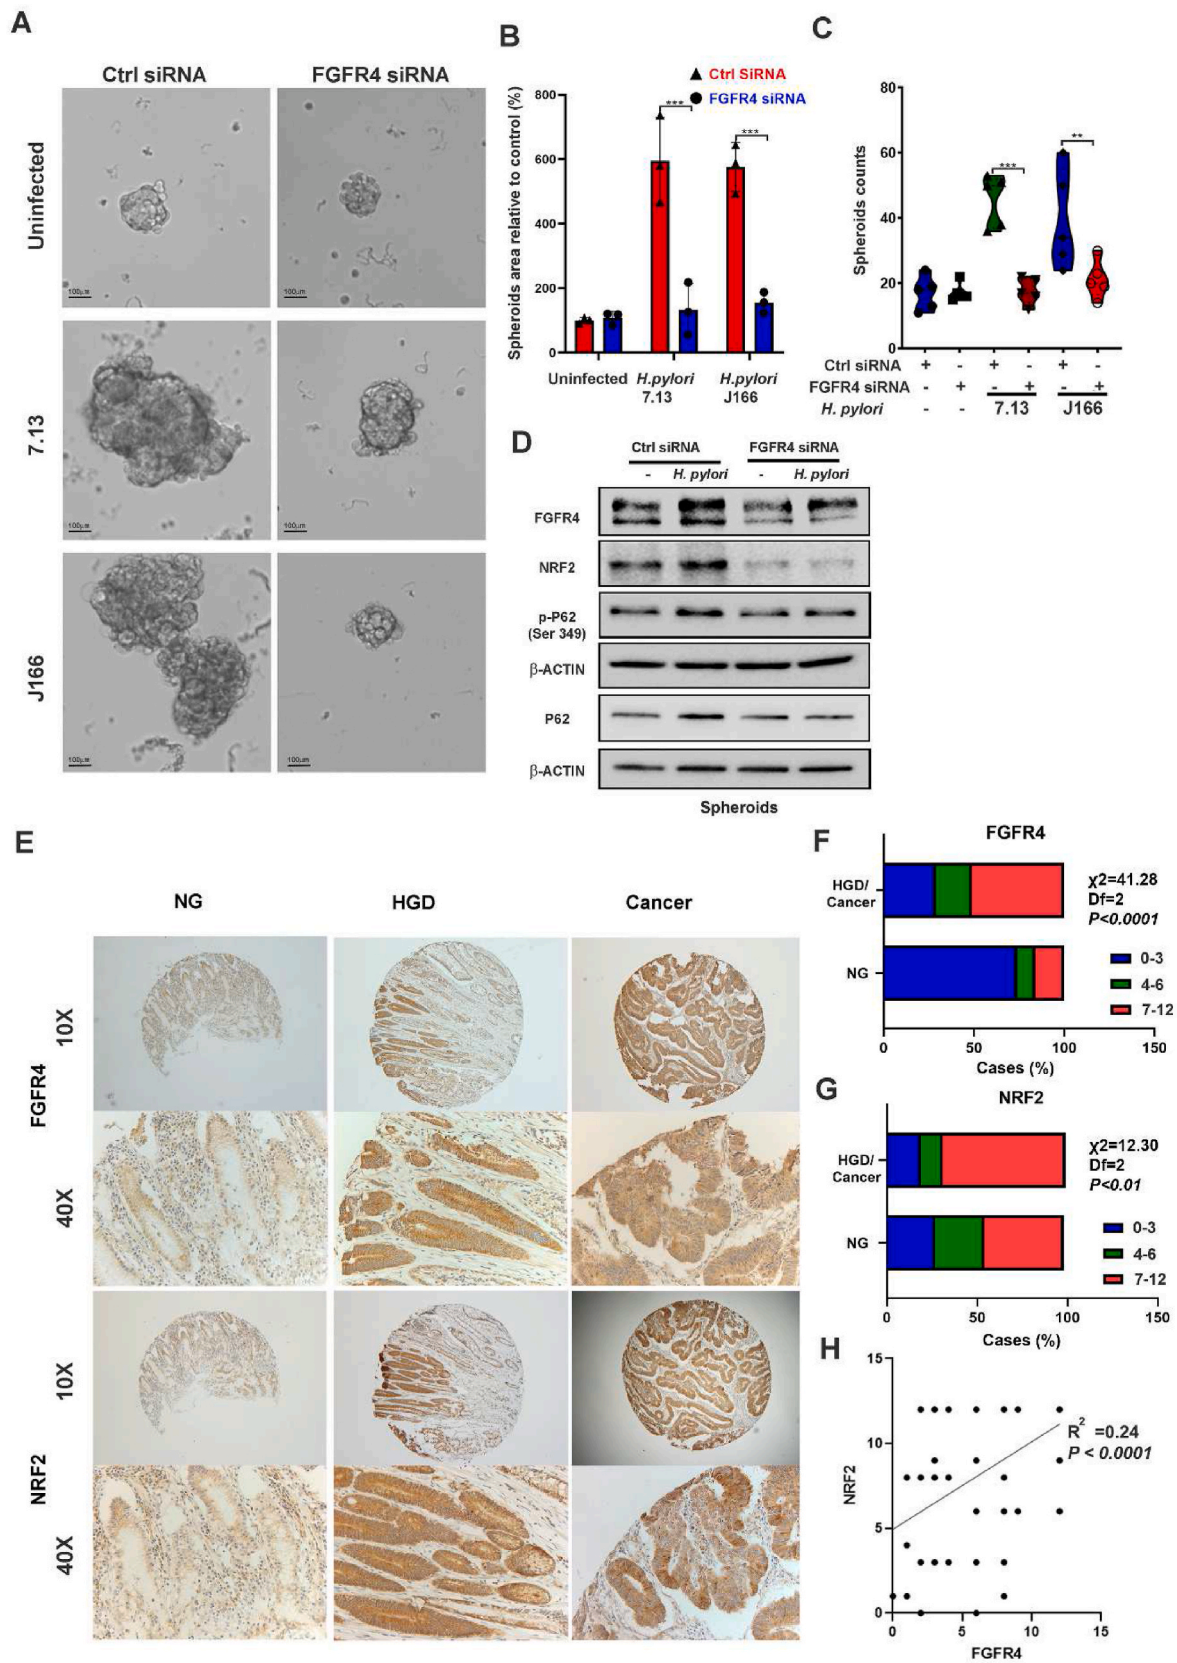 A
Ctrl siRNA
FGFR4 siRNA
Uninfected
7.13
J166
100µm
100µm
100µm
100µm
100µm
100µm
B
Ctrl SiRNA
FGFR4 siRNA
Spheroids area relative to control (%)
800
600
400
200
0
***
***
Uninfected
H.pylori
7.13
H.pylori
J166
C
Spheroids counts
80
60
40
20
0
***
**
Ctrl siRNA + - + - + -
FGFR4 siRNA - + - + - +
H. pylori - - 7.13 J166
D
Ctrl siRNA FGFR4 siRNA
- H. pylori - H. pylori
FGFR4
NRF2
p-P62
(Ser 349)
β-ACTIN
P62
β-ACTIN
Spheroids
E
NG HGD Cancer
FGFR4
10X
40X
NRF2
10X
40X
F
FGFR4
HGD/
Cancer
NG
χ2=41.28
Df=2
P<0.0001
0-3
4-6
7-12
0 50 100 150
Cases (%)
G
NRF2
HGD/
Cancer
NG
χ2=12.30
Df=2
P<0.01
0-3
4-6
7-12
0 50 100 150
Cases (%)
H
NRF2
15
10
5
0
R² =0.24
P < 0.0001
0 5 10 15
FGFR4